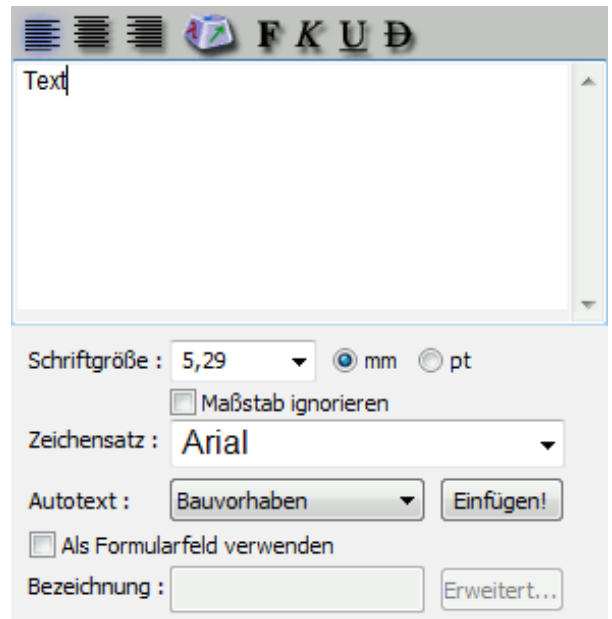 F K U D
Text
Schriftgröße : 5,29 mm pt
Maßstab ignorieren
Zeichensatz : Arial
Autotext : Bauvorhaben Einfügen!
Als Formularfeld verwenden
Bezeichnung : Erweitert...